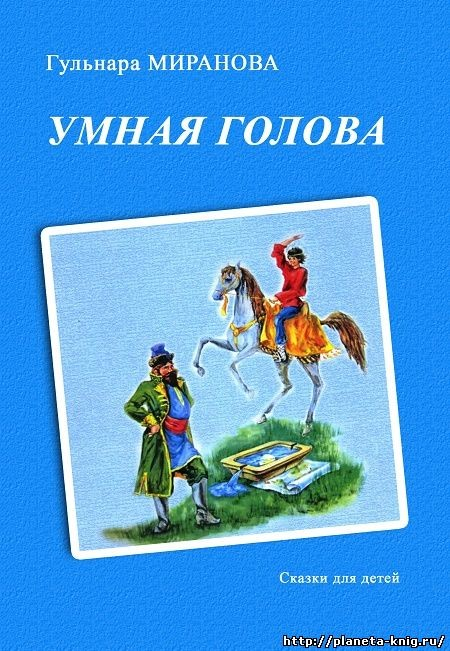 Гульнара МИРАНОВА
УМНАЯ ГОЛОВА
Сказки для детей
http://planeta-knig.ru/